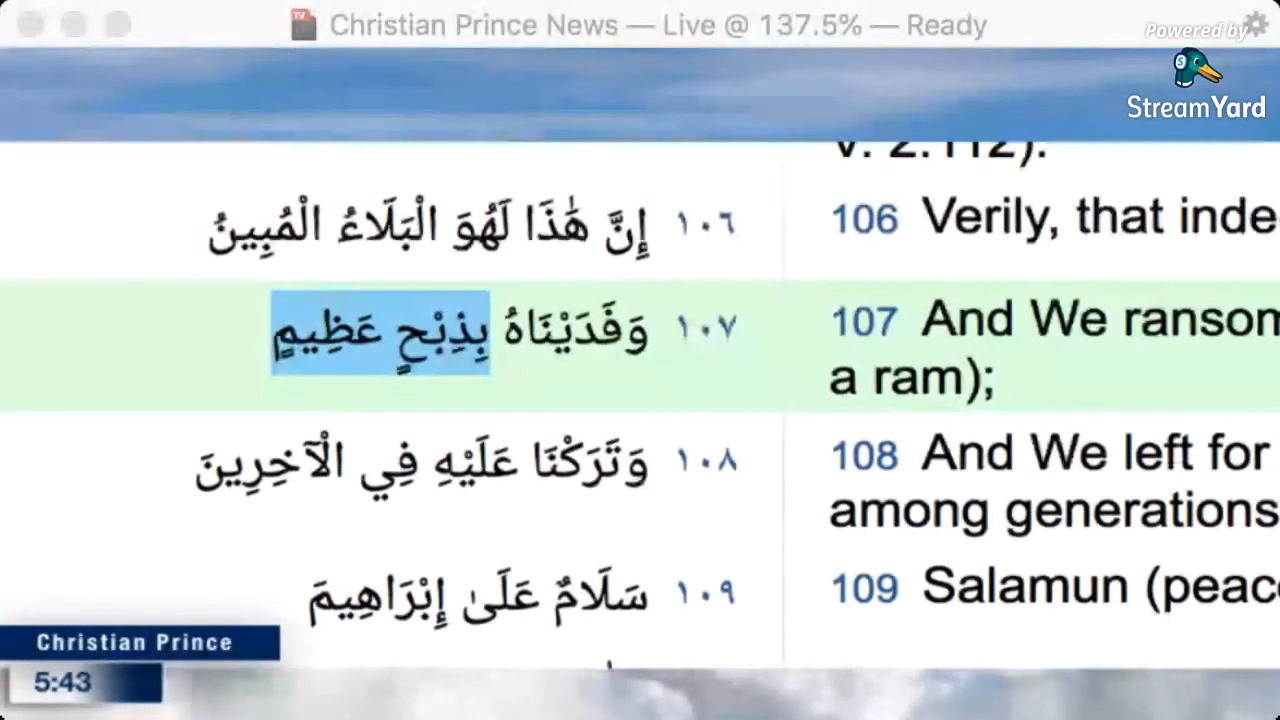 Christian Prince News — Live @ 137.5% — Ready
Powered by
StreamYard
v. 2:112).
إِنَّ هَٰذَا لَهُوَ الْبَلَاءُ الْمُبِينُ ١٠٦
106 Verily, that inde
وَفَدَيْنَاهُ بِذِبْحٍ عَظِيمٍ ١٠٧
107 And We ransom
a ram);
وَتَرَكْنَا عَلَيْهِ فِي الْآخِرِينَ ١٠٨
108 And We left for
among generations
سَلَامٌ عَلَىٰ إِبْرَاهِيمَ ١٠٩
109 Salamun (peac
Christian Prince
5:43